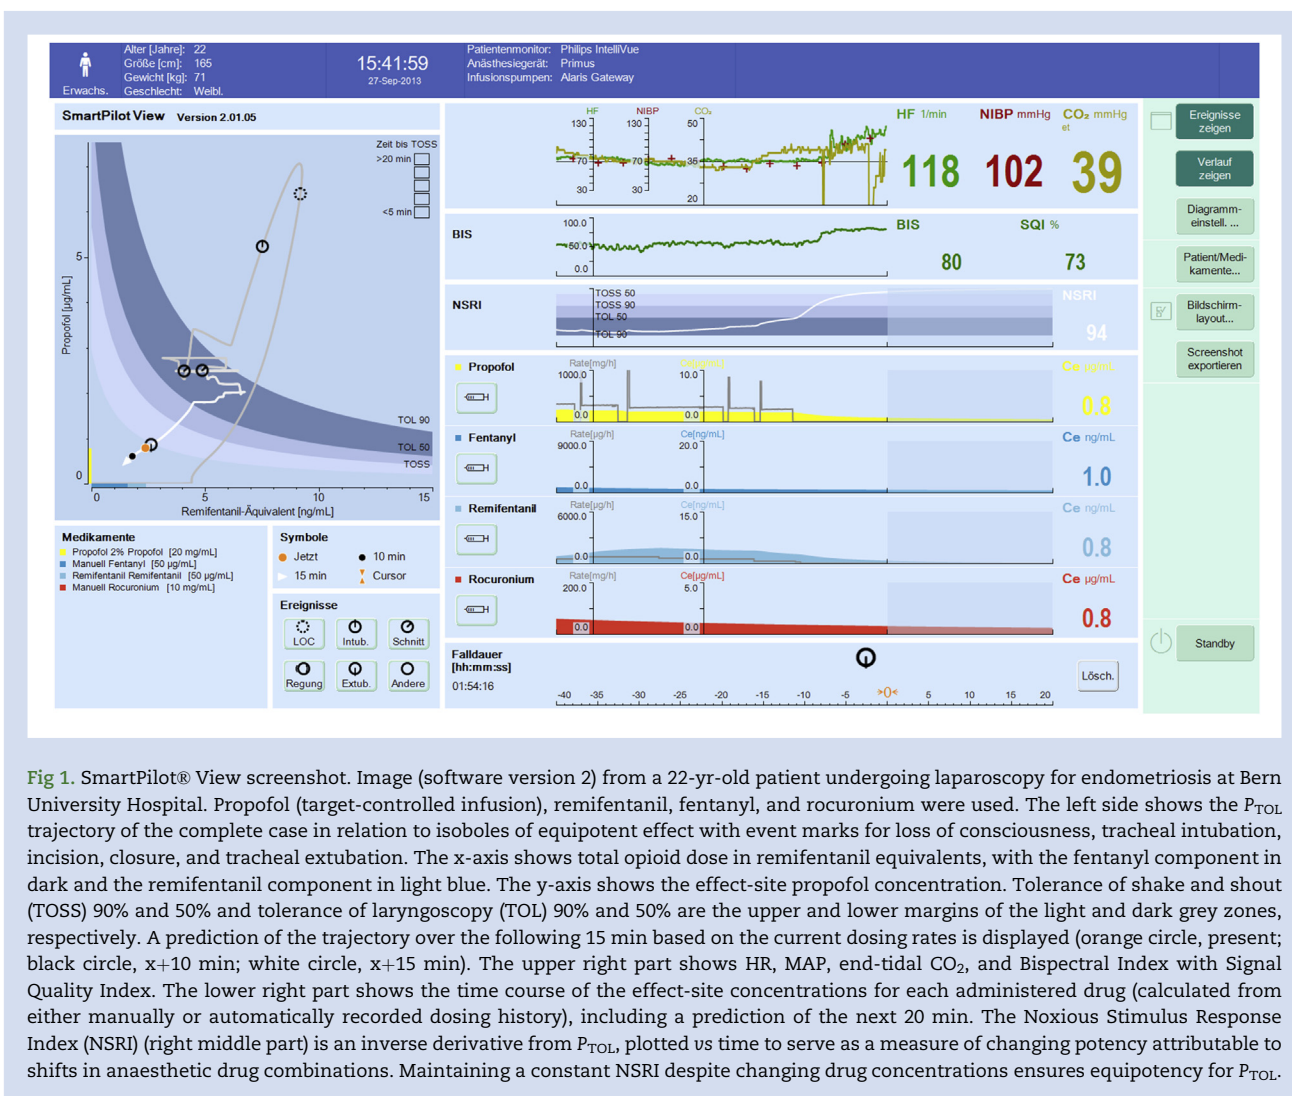 Erwachs.
Alter [Jahre]: 22
Größe [cm]: 165
Gewicht [kg]: 71
Geschlecht: Weibl.
15:41:59
27-Sep-2013
Patientenmonitor: Philips IntelliVue
Anästhesiegerät: Primus
Infusionspumpen: Alaris Gateway
SmartPilot View Version 2.01.05
Zeit bis TOSS
>20 min
<5 min
Propofol [µg/mL]
5
0
TOL 90
TOL 50
TOSS
0 5 10 15
Remifentanil-Äquivalent [ng/mL]
Medikamente
Propofol 2% Propofol [20 mg/mL]
Manuell Fentanyl [50 µg/mL]
Remifentanil Remifentanil [50 µg/mL]
Manuell Rocuronium [10 mg/mL]
Symbole
Jetzt
10 min
15 min
Cursor
Ereignisse
LOC
Intub.
Schnitt
Regung
Extub.
Andere
HF NIBP CO₂
130 130 50
70 70 35
30 30 20
HF 1/min
118
NIBP mmHg
102
CO₂ mmHg
et
39
BIS
100.0
50.0
0.0
BIS
80
SQI %
73
NSRI
TOSS 50
TOSS 90
TOL 50
TOL 90
NSRI
94
Propofol
Rate[mg/h]
1000.0
0.0
Ce[µg/mL]
10.0
0.0
Ce µg/mL
0.8
Fentanyl
Rate[µg/h]
9000.0
0.0
Ce[ng/mL]
20.0
0.0
Ce ng/mL
1.0
Remifentanil
Rate[µg/h]
6000.0
0.0
Ce[ng/mL]
15.0
0.0
Ce ng/mL
0.8
Rocuronium
Rate[mg/h]
200.0
0.0
Ce[µg/mL]
5.0
0.0
Ce µg/mL
0.8
Falldauer
[hh:mm:ss]
01:54:16
-40 -35 -30 -25 -20 -15 -10 -5 >0< 5 10 15 20
Lösch.
Ereignisse
zeigen
Verlauf
zeigen
Diagramm-
einstell. ...
Patient/Medi-
kamente...
Bildschirm-
layout...
Screenshot
exportieren
Standby
Fig 1. SmartPilot® View screenshot. Image (software version 2) from a 22-yr-old patient undergoing laparoscopy for endometriosis at Bern
University Hospital. Propofol (target-controlled infusion), remifentanil, fentanyl, and rocuronium were used. The left side shows the PTOL
trajectory of the complete case in relation to isoboles of equipotent effect with event marks for loss of consciousness, tracheal intubation,
incision, closure, and tracheal extubation. The x-axis shows total opioid dose in remifentanil equivalents, with the fentanyl component in
dark and the remifentanil component in light blue. The y-axis shows the effect-site propofol concentration. Tolerance of shake and shout
(TOSS) 90% and 50% and tolerance of laryngoscopy (TOL) 90% and 50% are the upper and lower margins of the light and dark grey zones,
respectively. A prediction of the trajectory over the following 15 min based on the current dosing rates is displayed (orange circle, present;
black circle, x+10 min; white circle, x+15 min). The upper right part shows HR, MAP, end-tidal CO₂, and Bispectral Index with Signal
Quality Index. The lower right part shows the time course of the effect-site concentrations for each administered drug (calculated from
either manually or automatically recorded dosing history), including a prediction of the next 20 min. The Noxious Stimulus Response
Index (NSRI) (right middle part) is an inverse derivative from PTOL, plotted vs time to serve as a measure of changing potency attributable to
shifts in anaesthetic drug combinations. Maintaining a constant NSRI despite changing drug concentrations ensures equipotency for PTOL.